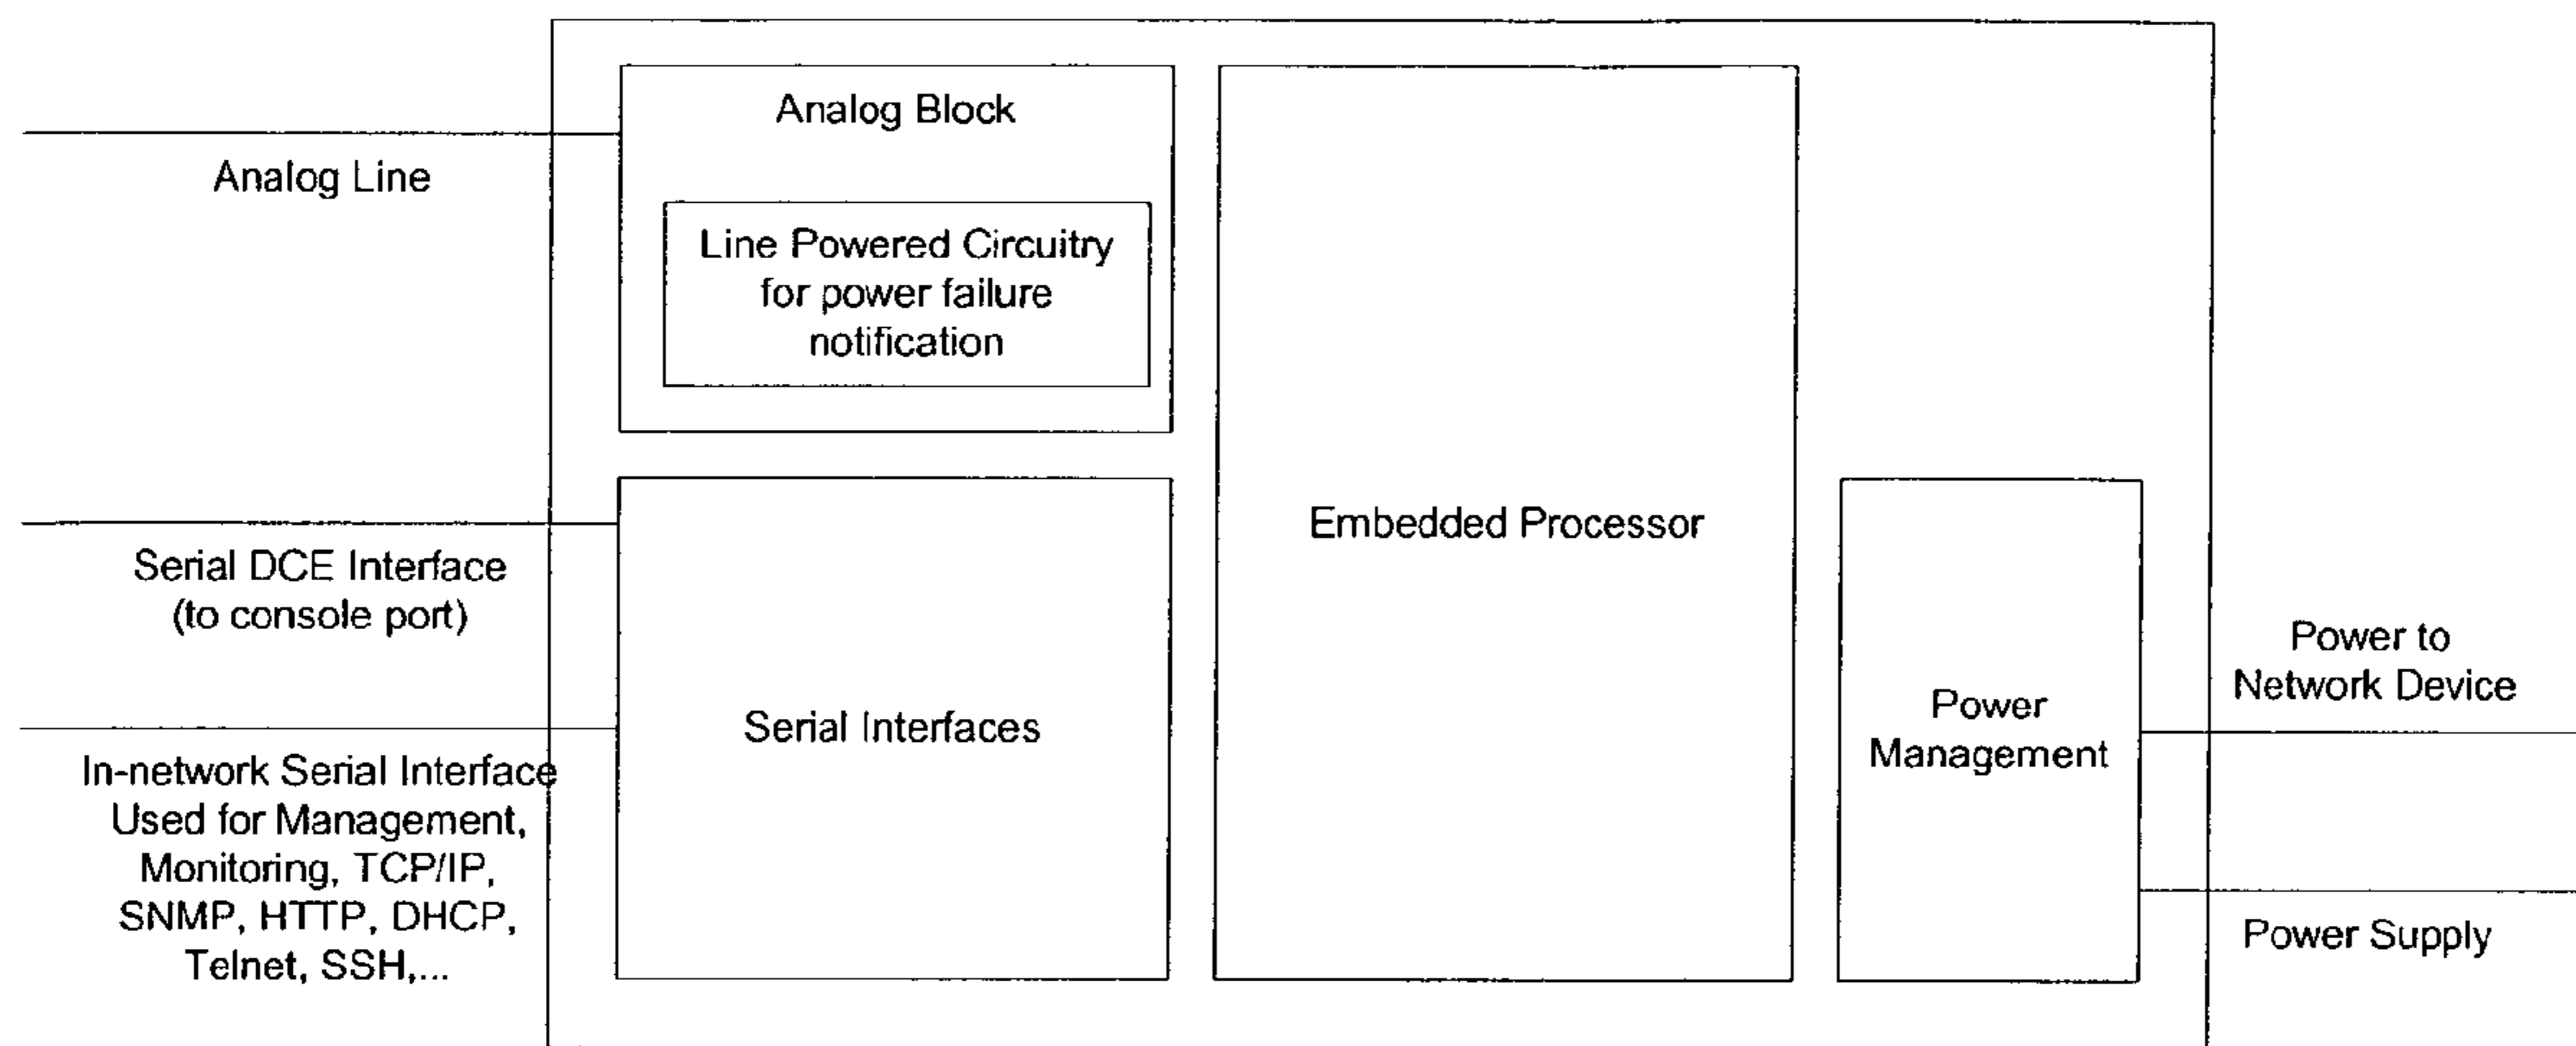 Analog Block
Analog Line
Line Powered Circuitry
for power failure
notification
Serial DCE Interface
(to console port)
In-network Serial Interface
Used for Management,
Monitoring, TCP/IP,
SNMP, HTTP, DHCP,
Telnet, SSH,...
Serial Interfaces
Embedded Processor
Power
Management
Power to
Network Device
Power Supply